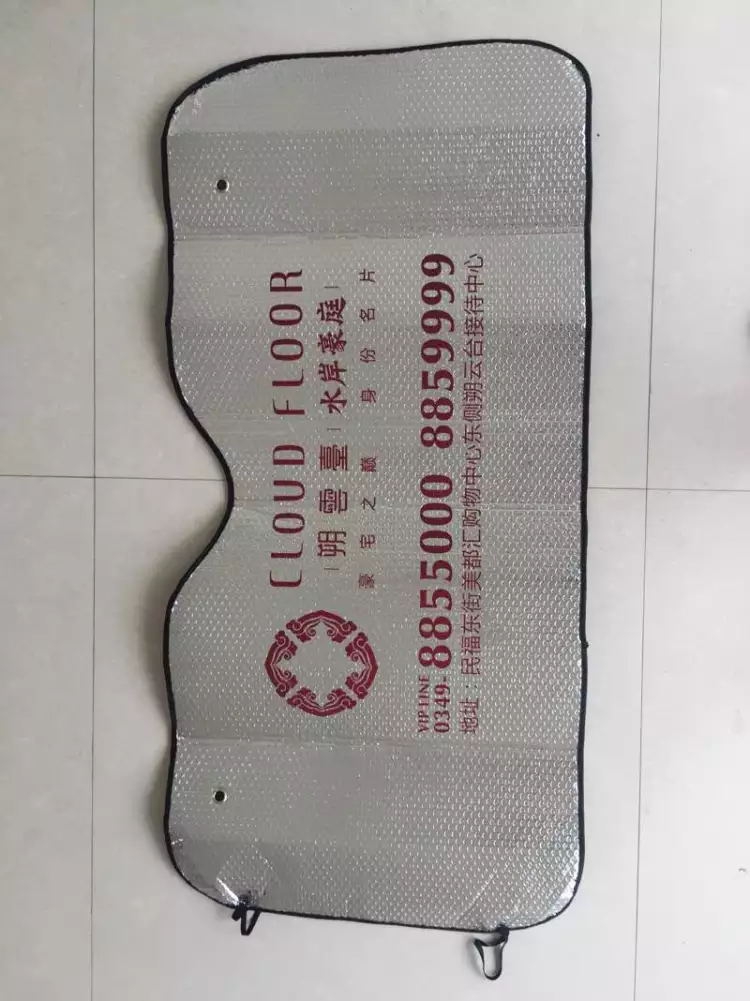 CLOUD FLOOR
朔雲臺 水岸豪庭
豪宅之巅 身份名片
VIP LINE
0349-8855000 8859999
地址：民福东街美都汇购物中心东侧朔云台接待中心